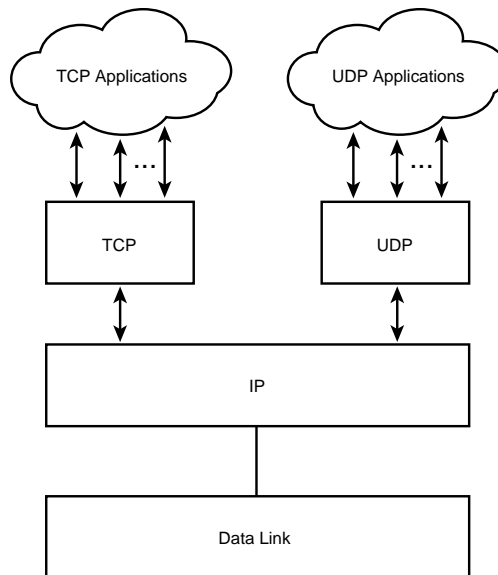 TCP Applications
UDP Applications
...
...
TCP
UDP
IP
Data Link